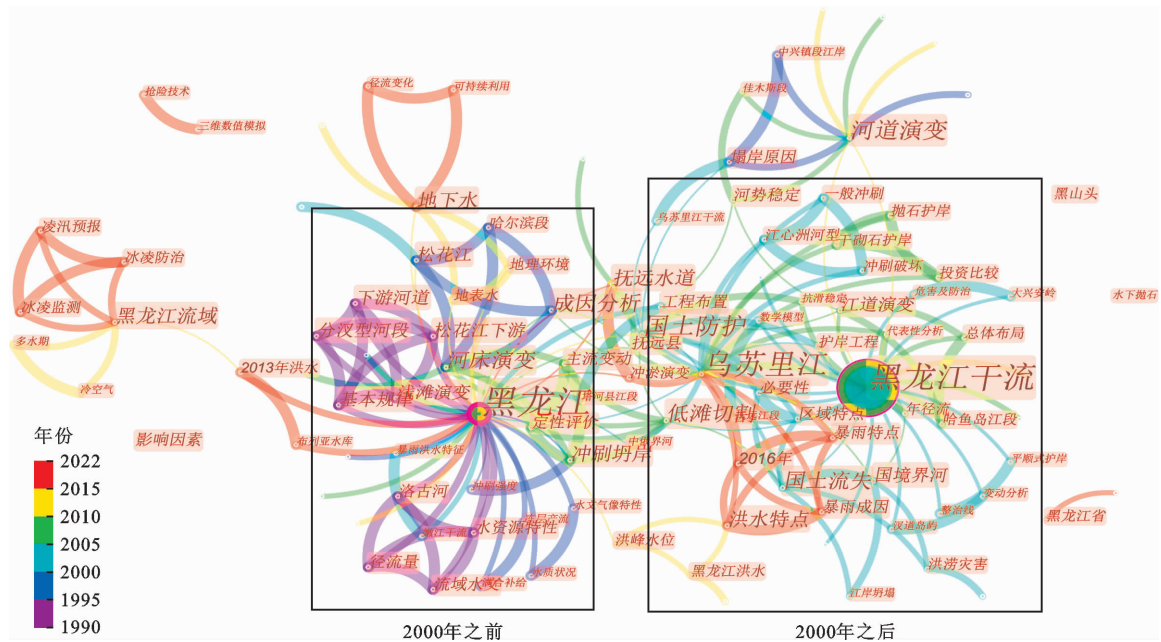 中兴镇段江岸
径流变化
可持续利用
佳木斯段
抢险技术
三维数值模拟
河道演变
塌岸原因
河势稳定
一般冲刷
黑山头
地下水
抛石护岸
乌苏里江干流
哈尔滨段
凌汛预报
江心洲河型
干砌石护岸
松花江
冰凌防治
地理环境
冲刷破坏
投资比较
抚远水道
地表水
危害及防治
大兴安岭
水下抛石
下游河道
成因分析
工程布置
抗滑稳定
江道演变
冰凌监测
黑龙江流域
国土防护
数学模型
分汊型河段
松花江下游
代表性分析
总体布局
多水期
抚远县
护岸工程
河床演变
主流变动
乌苏里江
2013年洪水
冲淤演变
黑龙江干流
冷空气
浅滩演变
必要性
基本规律
黑龙江
洛河县江段
年径流
低滩切割
区域特点
哈鱼岛江段
定性评价
暴雨特点
年份
影响因素
布列亚水库
中俄界河
2022
暴雨洪水特征
冲刷坍岸
2016年
平顺式护岸
2015
国土流失
国境界河
冲刷强度
变动分析
洛古河
2010
水文气像特性
暴雨成因
整治线
黑龙江省
洪水特点
2005
水资源特性
洪峰水位
2000
径流量
黑龙江洪水
洪涝灾害
水质状况
1995
江岸坍塌
1990
2000年之前
2000年之后